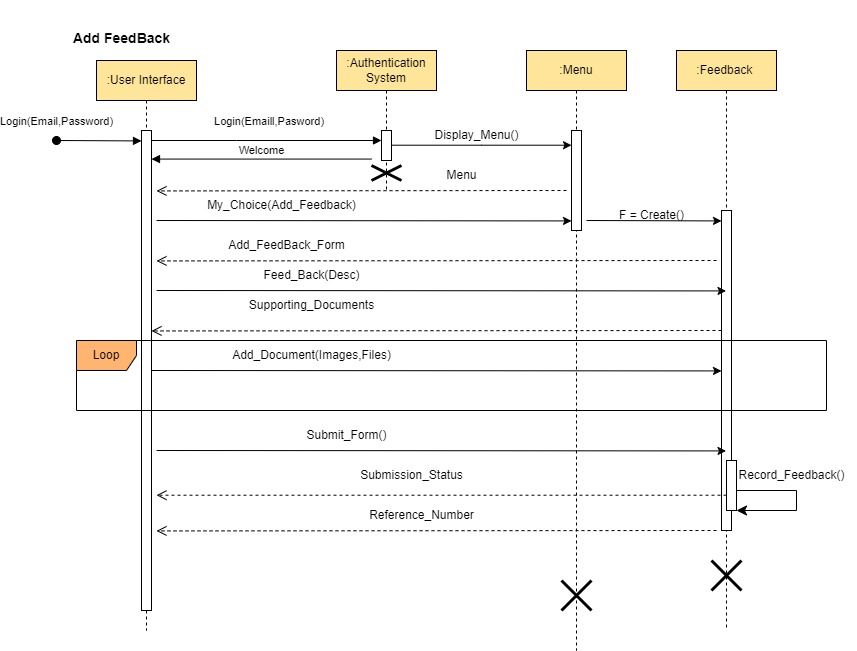 Add FeedBack
:User Interface
:Authentication
System
:Menu
:Feedback
Login(Email,Password)
Login(Emaill,Pasword)
Display_Menu()
Welcome
Menu
My_Choice(Add_Feedback)
F = Create()
Add_FeedBack_Form
Feed_Back(Desc)
Supporting_Documents
Loop
Add_Document(Images,Files)
Submit_Form()
Submission_Status
Record_Feedback()
Reference_Number